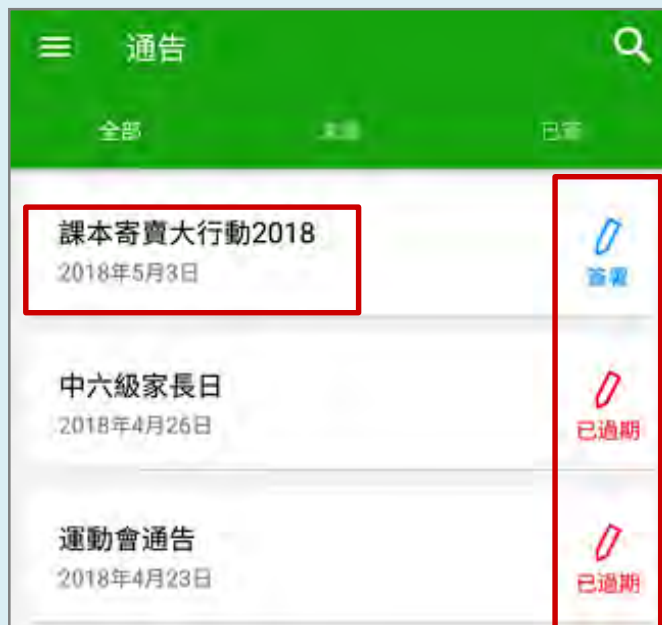 通告
全部
課本寄賣大行動2018
2018年5月3日
簽署
中六級家長日
2018年4月26日
已過期
運動會通告
2018年4月23日
已過期